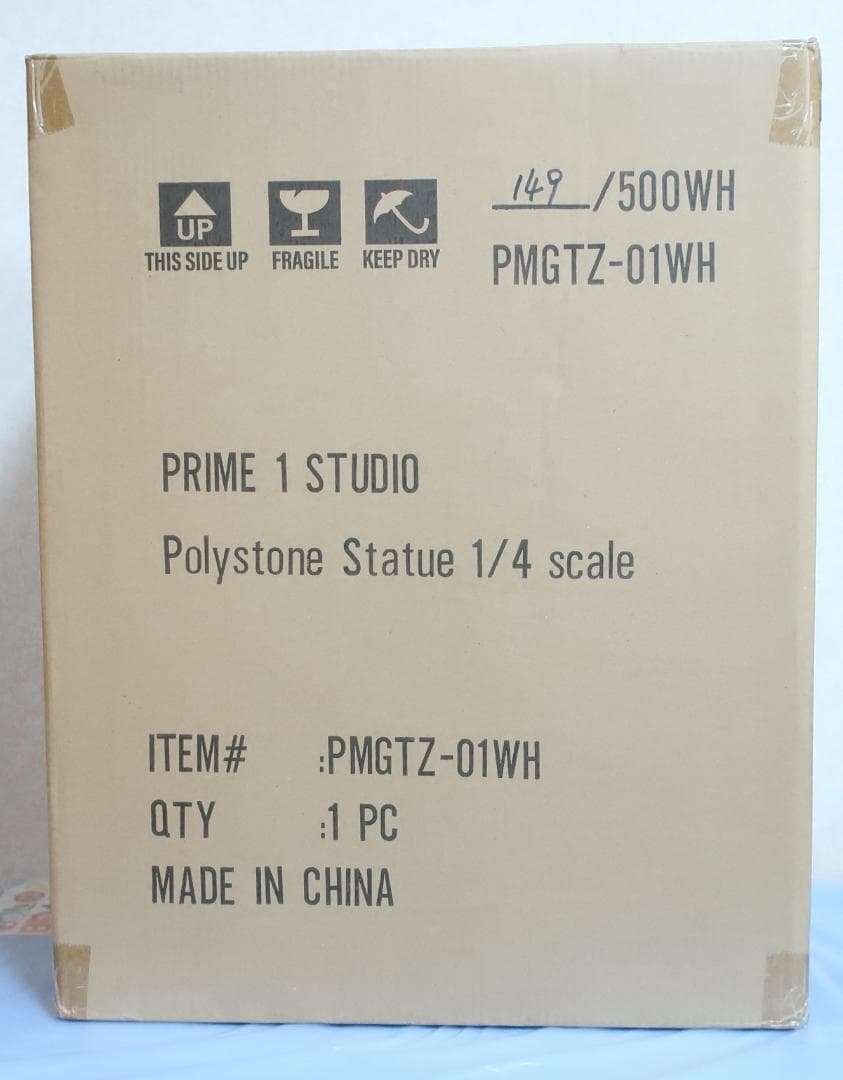 149/500WH
PMGTZ-01WH
UP
THIS SIDE UP
FRAGILE
KEEP DRY
PRIME 1 STUDIO
Polystone Statue 1/4 scale
ITEM# :PMGTZ-01WH
QTY :1 PC
MADE IN CHINA